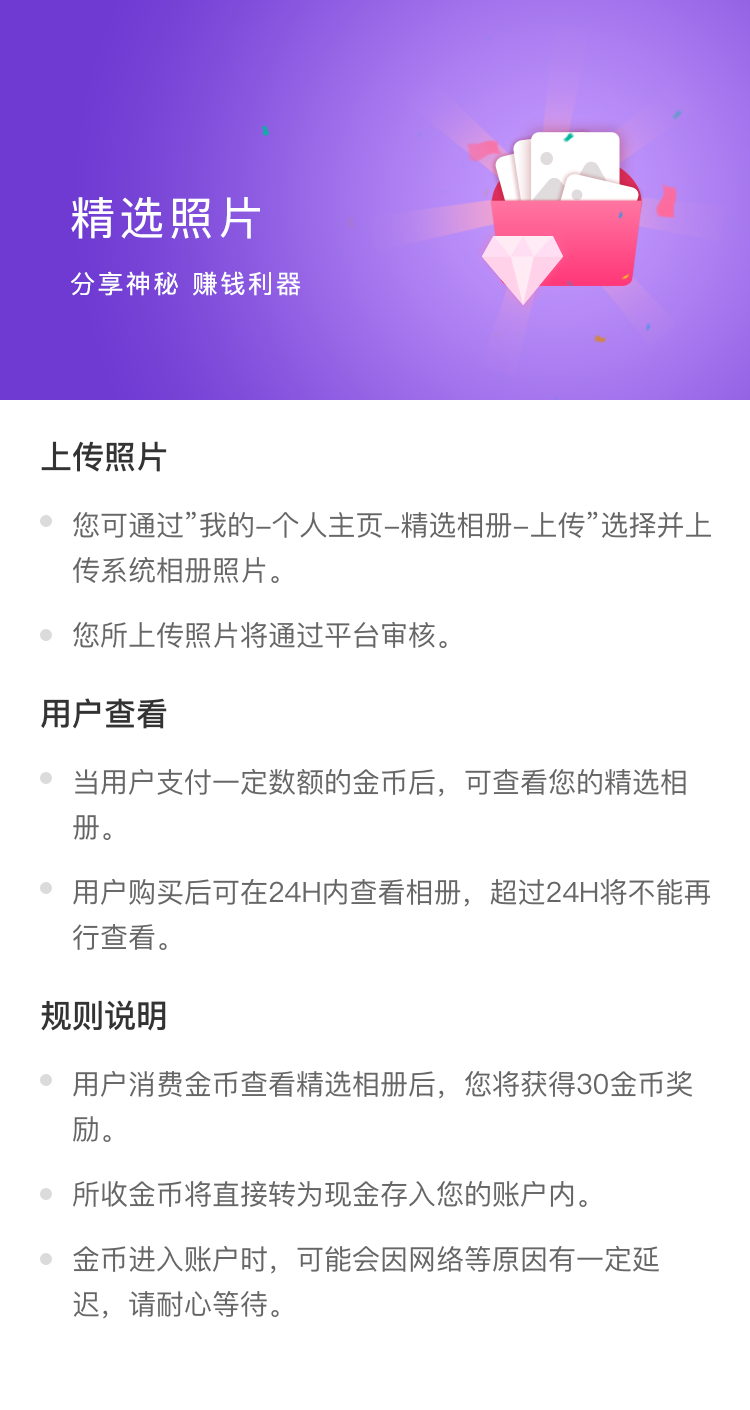 精选照片
分享神秘 赚钱利器
上传照片
您可通过”我的–个人主页–精选相册–上传”选择并上
传系统相册照片。
您所上传照片将通过平台审核。
用户查看
当用户支付一定数额的金币后，可查看您的精选相
册。
用户购买后可在24H内查看相册，超过24H将不能再
行查看。
规则说明
用户消费金币查看精选相册后，您将获得30金币奖
励。
所收金币将直接转为现金存入您的账户内。
金币进入账户时，可能会因网络等原因有一定延
迟，请耐心等待。